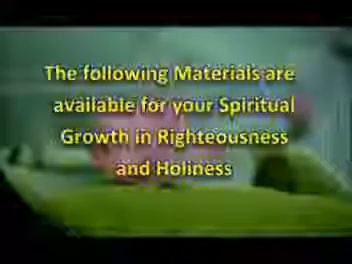 The following Materials are
available for your Spiritual
Growth in Righteousness
and Holiness